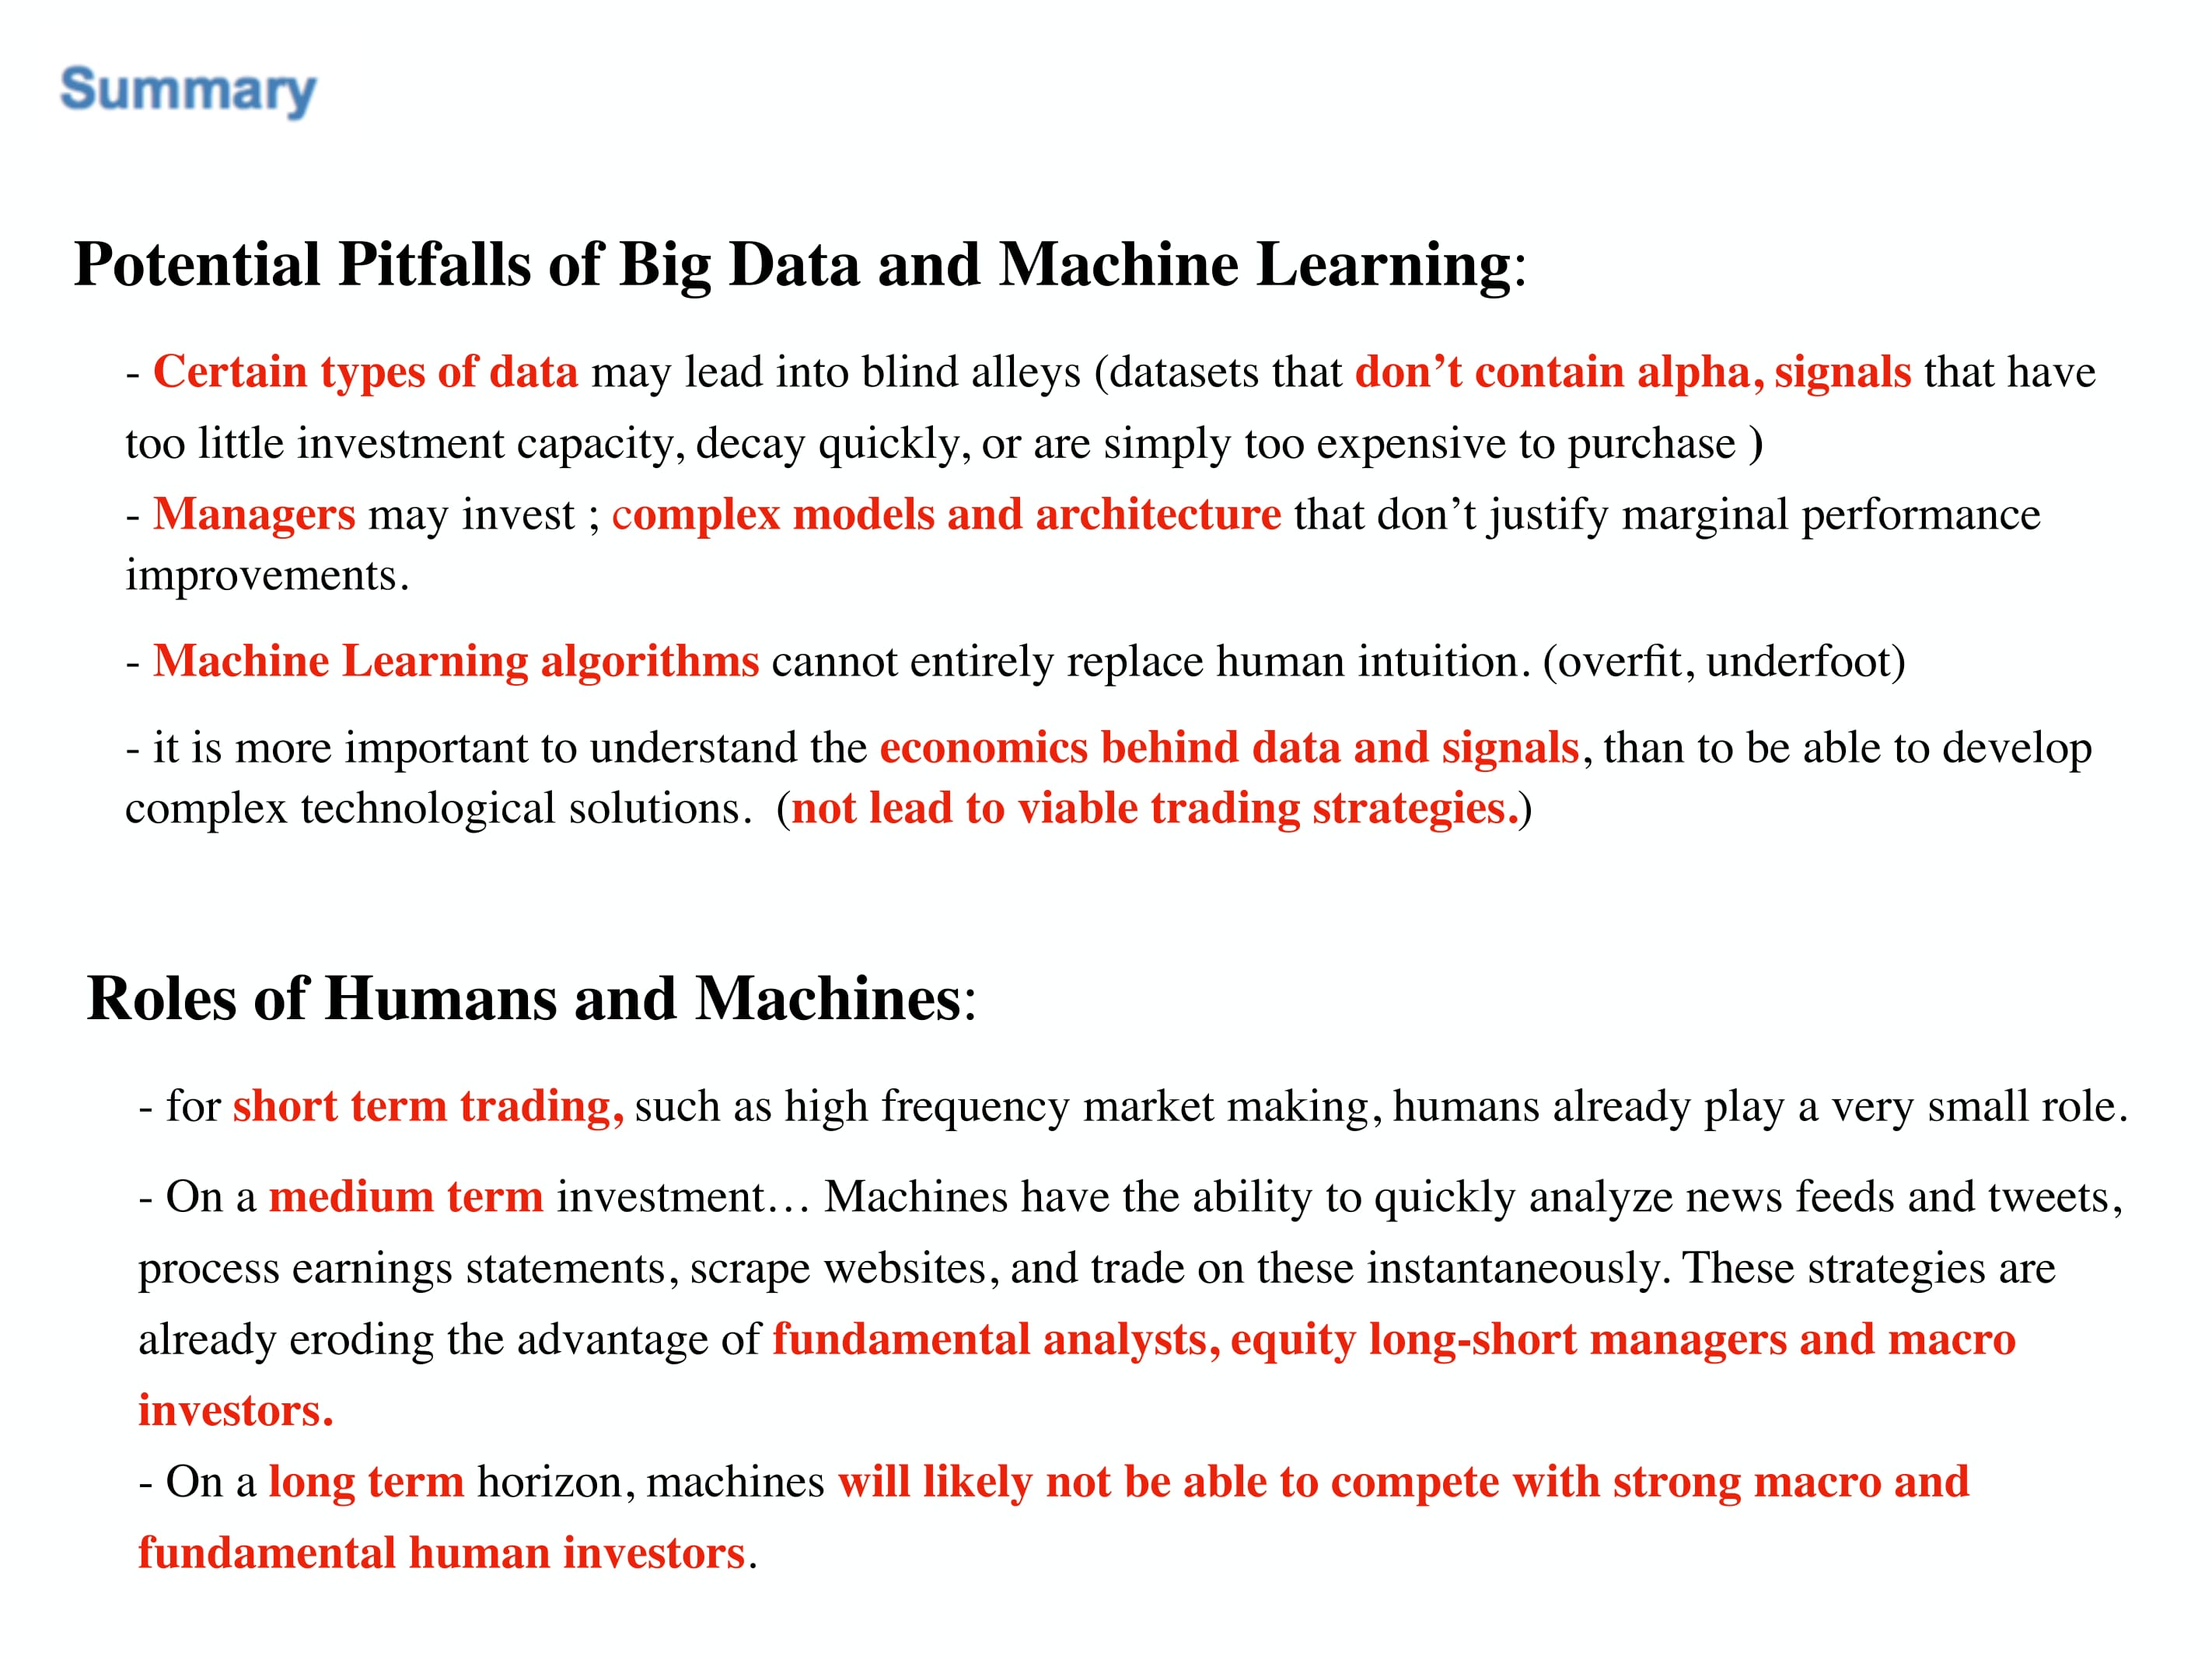 Summary
Potential Pitfalls of Big Data and Machine Learning:
- Certain types of data may lead into blind alleys (datasets that don’t contain alpha, signals that have
too little investment capacity, decay quickly, or are simply too expensive to purchase )
- Managers may invest ; complex models and architecture that don’t justify marginal performance
improvements.
- Machine Learning algorithms cannot entirely replace human intuition. (overfit, underfoot)
- it is more important to understand the economics behind data and signals, than to be able to develop
complex technological solutions.  (not lead to viable trading strategies.)
Roles of Humans and Machines:
- for short term trading, such as high frequency market making, humans already play a very small role.
- On a medium term investment… Machines have the ability to quickly analyze news feeds and tweets,
process earnings statements, scrape websites, and trade on these instantaneously. These strategies are
already eroding the advantage of fundamental analysts, equity long-short managers and macro
investors.
- On a long term horizon, machines will likely not be able to compete with strong macro and
fundamental human investors.